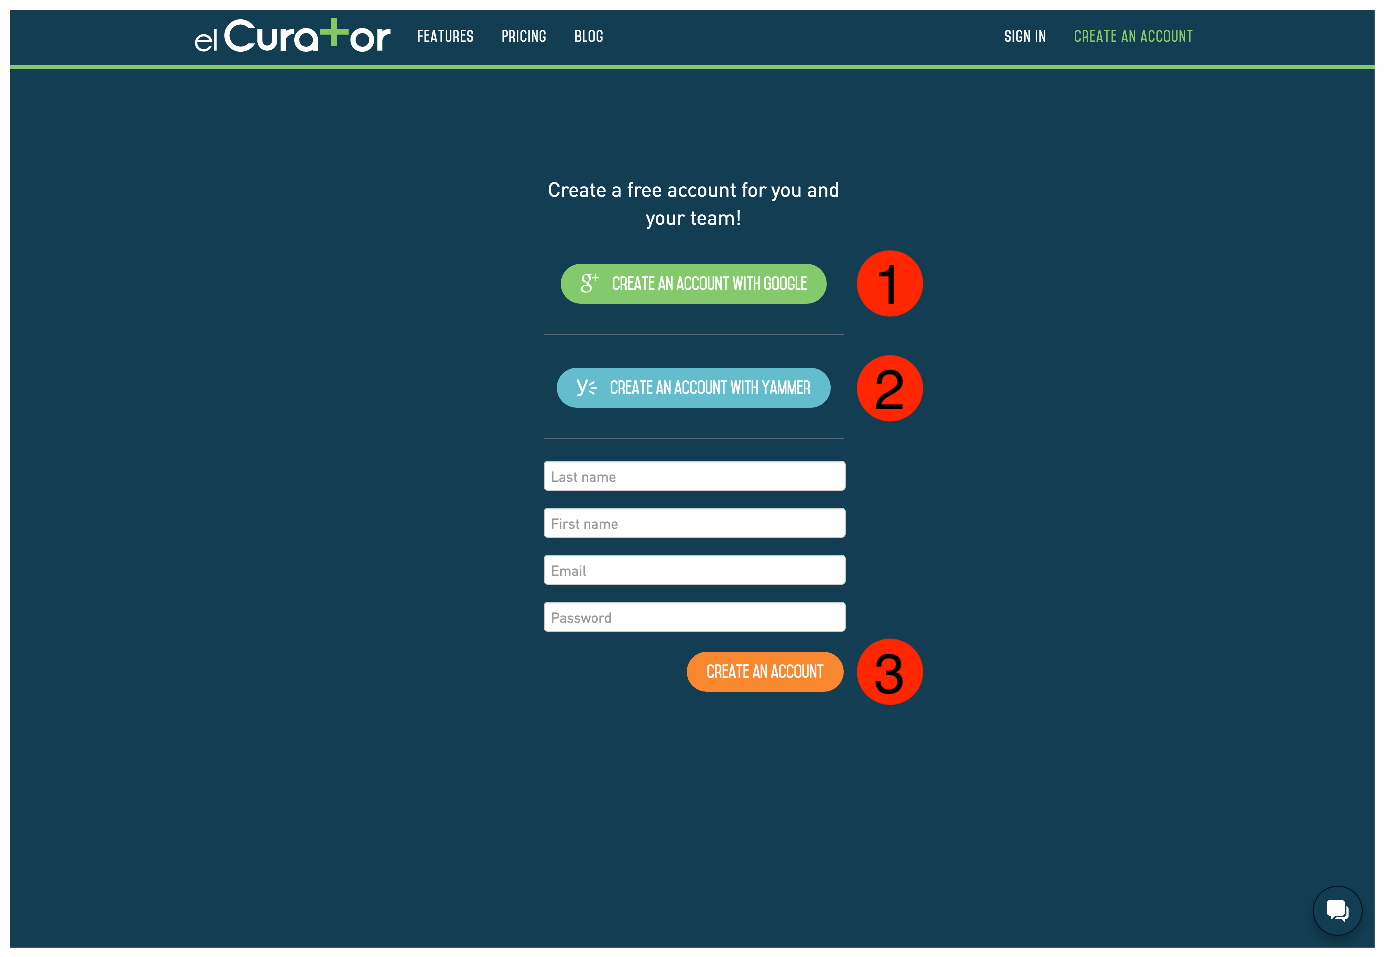 el Curator
FEATURES
PRICING
BLOG
SIGN IN
CREATE AN ACCOUNT
Create a free account for you and
your team!
g+ CREATE AN ACCOUNT WITH GOOGLE
1
y CREATE AN ACCOUNT WITH YAMMER
2
Last name
First name
Email
Password
CREATE AN ACCOUNT
3